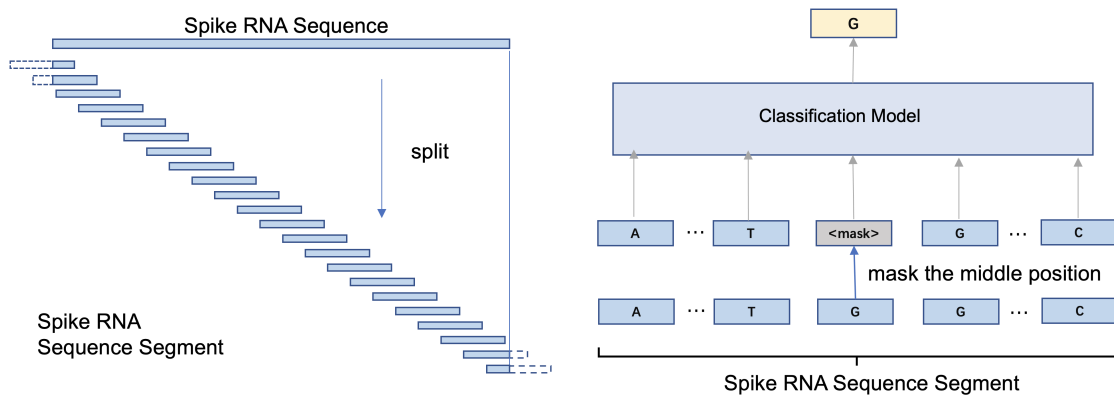 Spike RNA Sequence
split
Spike RNA
Sequence Segment
G
Classification Model
A ... T <mask> G ... C
mask the middle position
A ... T G G ... C
Spike RNA Sequence Segment